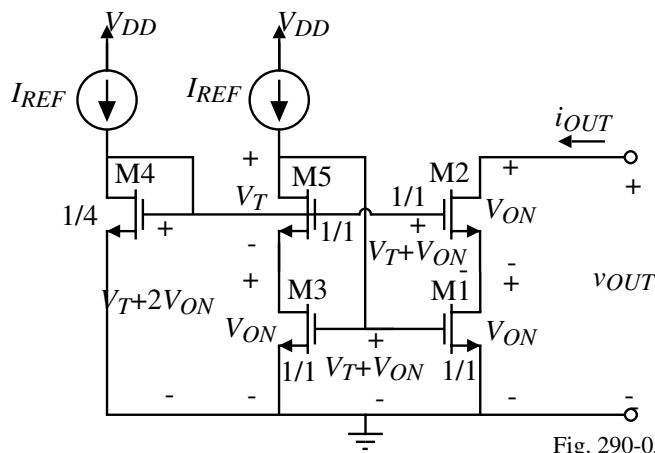 VDD VDD
IREF IREF
iOUT
+ M4 + M5 M2 +
VT 1/1 VON +
1/4 + - 1/1 + VT+VON - -
+ M3 M1 +
VT+2VON VON VON vOUT
1/1 + VT+VON 1/1
- - - - -
Fig. 290-0